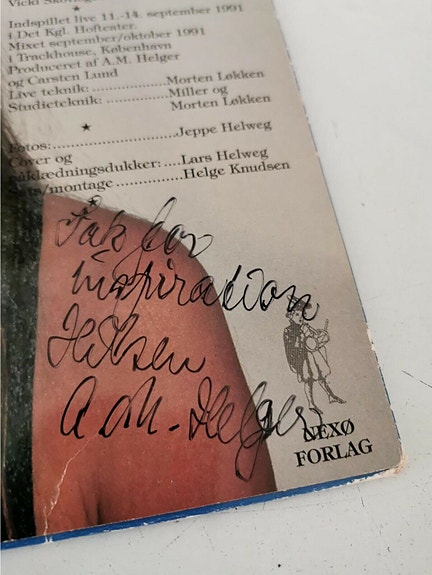 Vicki
★
Indspillet live 11.-14. september 1991
i Det Kgl. Hofteater.
Mixet september/oktober 1991
i Trackhouse, København
Produceret af A.M. Helger
og Carsten Lund
Live teknik: ..................Morten Løkken
Studieteknik: ...............Miller og
Morten Løkken
★
Fotos:.........................Jeppe Helweg
Cover og
påklædningsdukker: ....Lars Helweg
/montage ..............Helge Knudsen
Tak for
inspiration
Hilsen
A.M. Helger
NEXØ
FORLAG